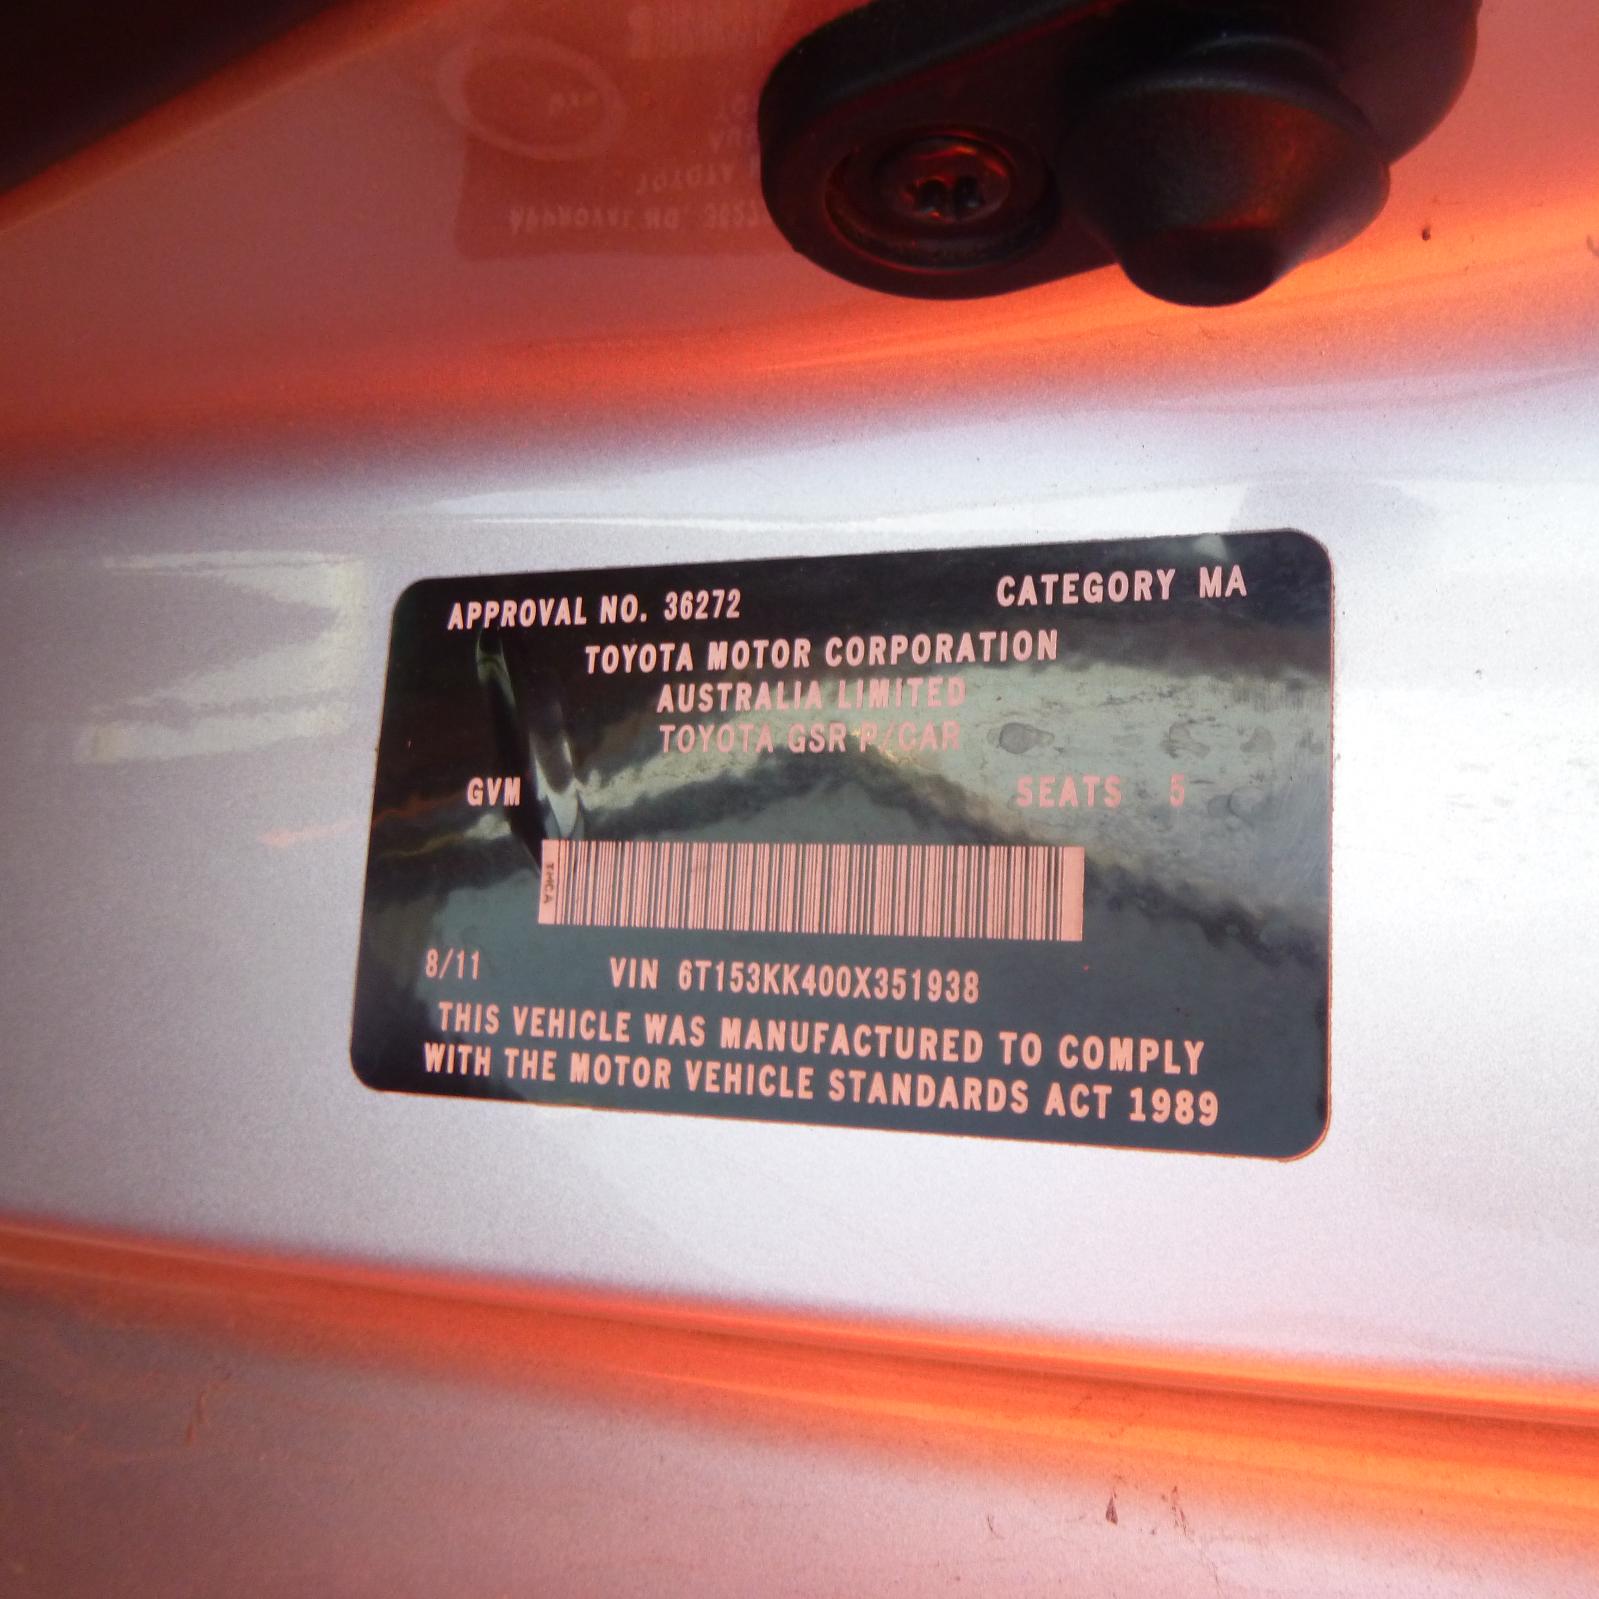 APPROVAL NO. 36272 CATEGORY MA
TOYOTA MOTOR CORPORATION
AUSTRALIA LIMITED
TOYOTA GSR P/CAR
GVM SEATS 5
TMCA
8/11 VIN 6T153KK400X351938
THIS VEHICLE WAS MANUFACTURED TO COMPLY
WITH THE MOTOR VEHICLE STANDARDS ACT 1989